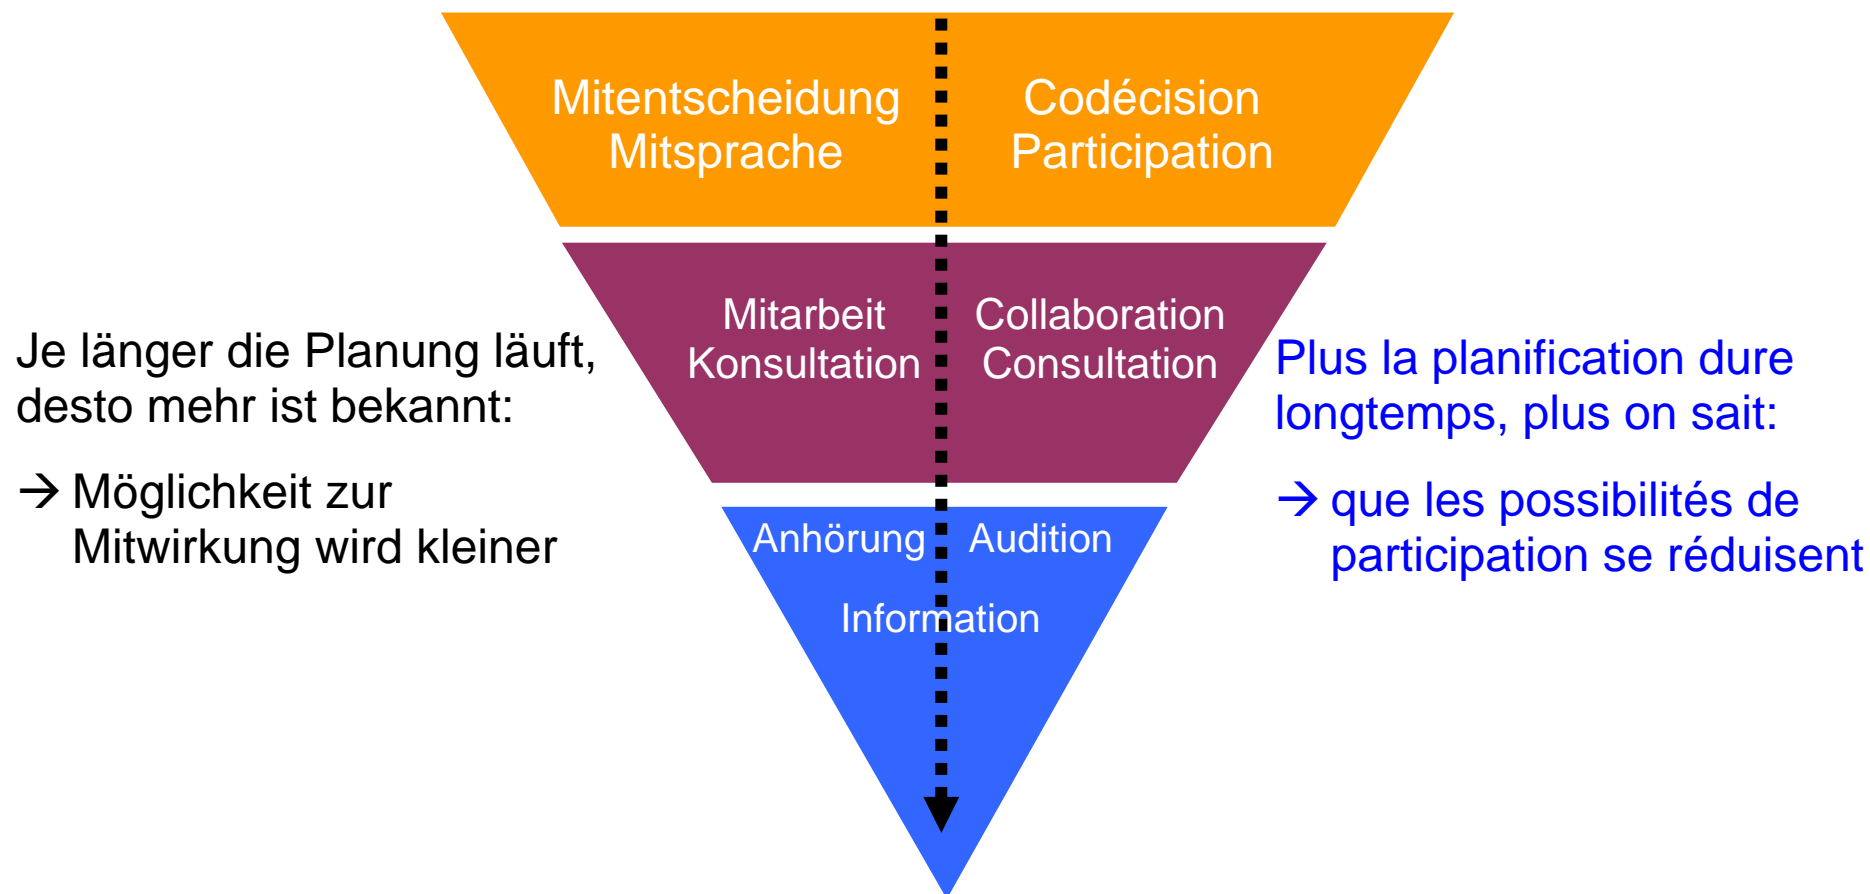 Mitentscheidung
Mitsprache
Codécision
Participation
Mitarbeit
Konsultation
Collaboration
Consultation
Je länger die Planung läuft,
desto mehr ist bekannt:
→ Möglichkeit zur
Mitwirkung wird kleiner
Plus la planification dure
longtemps, plus on sait:
→ que les possibilités de
participation se réduisent
Anhörung
Audition
Information